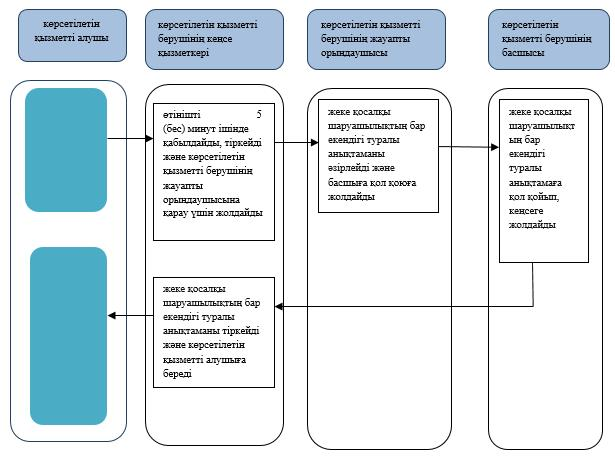 көрсетілетін
қызметті алушы
көрсетілетін қызметті
берушінің кеңсе
қызметкері
көрсетілетін қызметті
берушінің жауапты
орындаушысы
көрсетілетін
қызметті берушінің
басшысы
өтінішті 5
(бес) минут ішінде
қабылдайды, тіркейді
және көрсетілетін
қызметті берушінің
жауапты
орындаушысына
қарау үшін жолдайды
жеке қосалқы
шаруашылықтың бар
екендігі туралы
анықтаманы
әзірлейді және
басшыға қол қоюға
жолдайды
жеке қосалқы
шаруашылықт
ың бар
екендігі
туралы
анықтамаға
қол қойып,
кеңсеге
жолдайды
жеке қосалқы
шаруашылықтың бар
екендігі туралы
анықтаманы тіркейді
және көрсетілетін
қызметті алушыға
береді